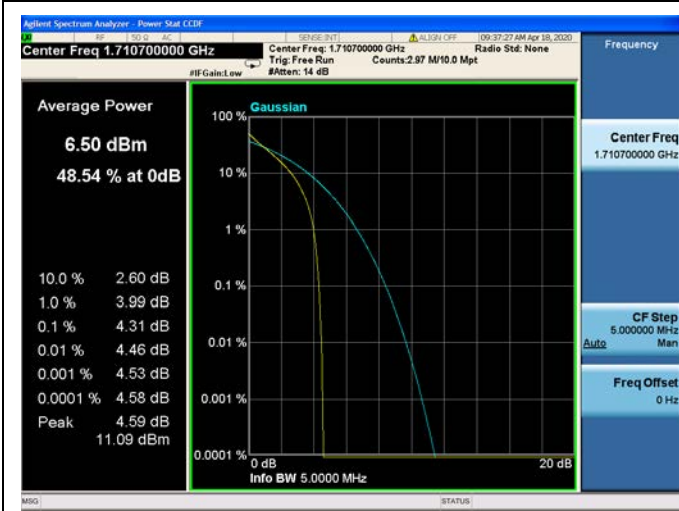 Agilent Spectrum Analyzer - Power Stat CCDF
RF 50 Ω AC SENSE:INT ALIGN OFF 09:37:27 AM Apr 18, 2020
Center Freq 1.710700000 GHz
Center Freq: 1.710700000 GHz Radio Std: None
Trig: Free Run Counts:2.97 M/10.0 Mpt
#IFGain:Low #Atten: 14 dB
Frequency
Average Power
6.50 dBm
48.54 % at 0dB
10.0 % 2.60 dB
1.0 % 3.99 dB
0.1 % 4.31 dB
0.01 % 4.46 dB
0.001 % 4.53 dB
0.0001 % 4.58 dB
Peak 4.59 dB
11.09 dBm
100 %
Gaussian
10 %
1 %
0.1 %
0.01 %
0.001 %
0.0001 %
0 dB 20 dB
Info BW 5.0000 MHz
Center Freq
1.710700000 GHz
CF Step
5.000000 MHz
Auto Man
Freq Offset
0 Hz
MSG STATUS